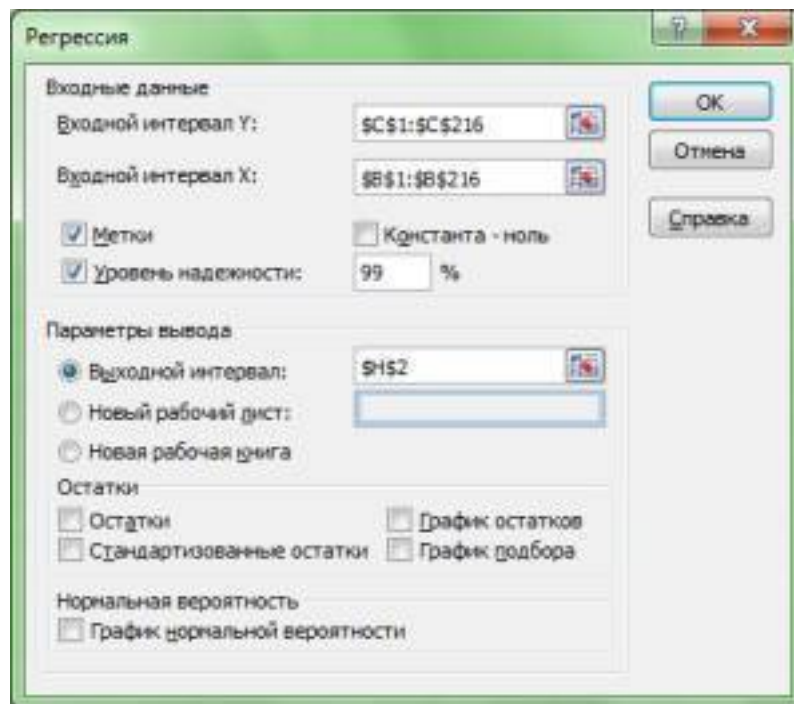 Регрессия
Входные данные
Входной интервал Y: $C$1:$C$216
Входной интервал X: $B$1:$B$216
Метки Константа - ноль
Уровень надежности: 99 %
OK
Отмена
Справка
Параметры вывода
Выходной интервал: $H$2
Новый рабочий лист:
Новая рабочая книга
Остатки
Остатки График остатков
Стандартизованные остатки График подбора
Нормальная вероятность
График нормальной вероятности